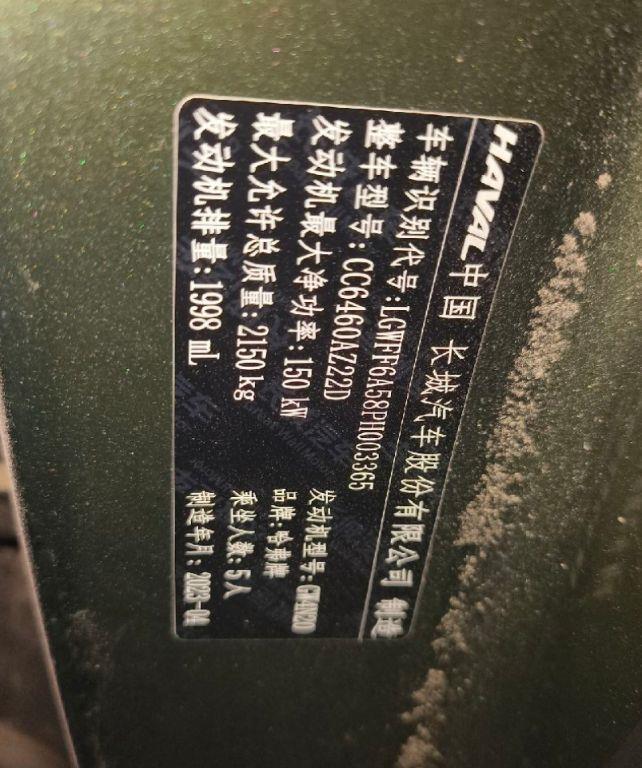 HAVAL 中国 长城汽车股份有限公司 制造
车辆识别代号:LGWFF6A58PH003365
整车型号:CC6460AZ22D
发动机最大净功率:150 kW 发动机型号:
最大允许总质量:2150 kg 品牌:哈弗牌
发动机排量:1998 mL 乘坐人数:5人
制造年月:2023-04